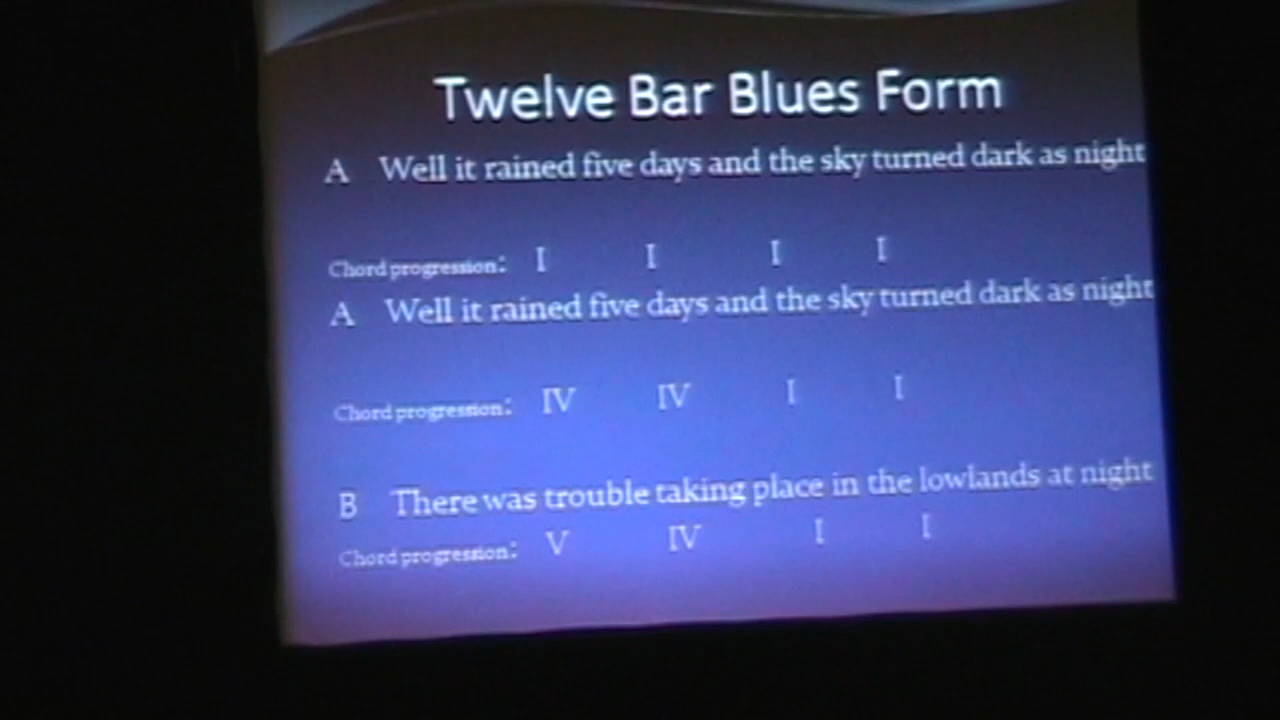 Twelve Bar Blues Form
A Well it rained five days and the sky turned dark as night
Chord progression: I I I I
A Well it rained five days and the sky turned dark as night
Chord progression: IV IV I I
B There was trouble taking place in the lowlands at night
Chord progression: V IV I I